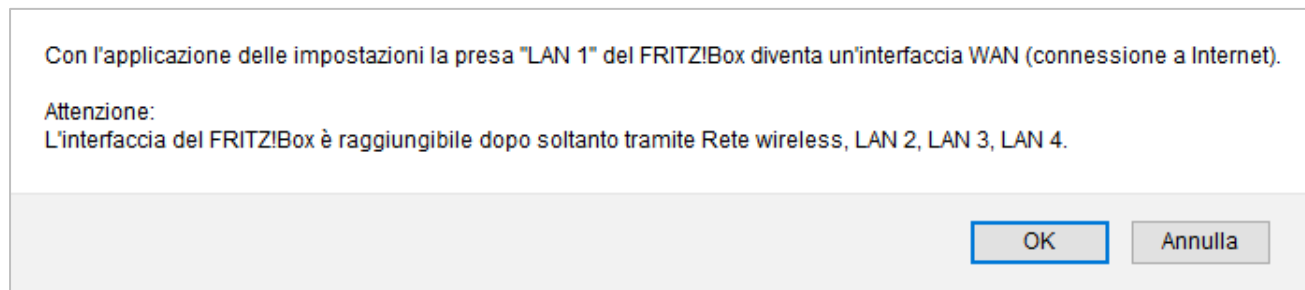 Con l'applicazione delle impostazioni la presa "LAN 1" del FRITZ!Box diventa un'interfaccia WAN (connessione a Internet).
Attenzione:
L'interfaccia del FRITZ!Box è raggiungibile dopo soltanto tramite Rete wireless, LAN 2, LAN 3, LAN 4.
OK
Annulla